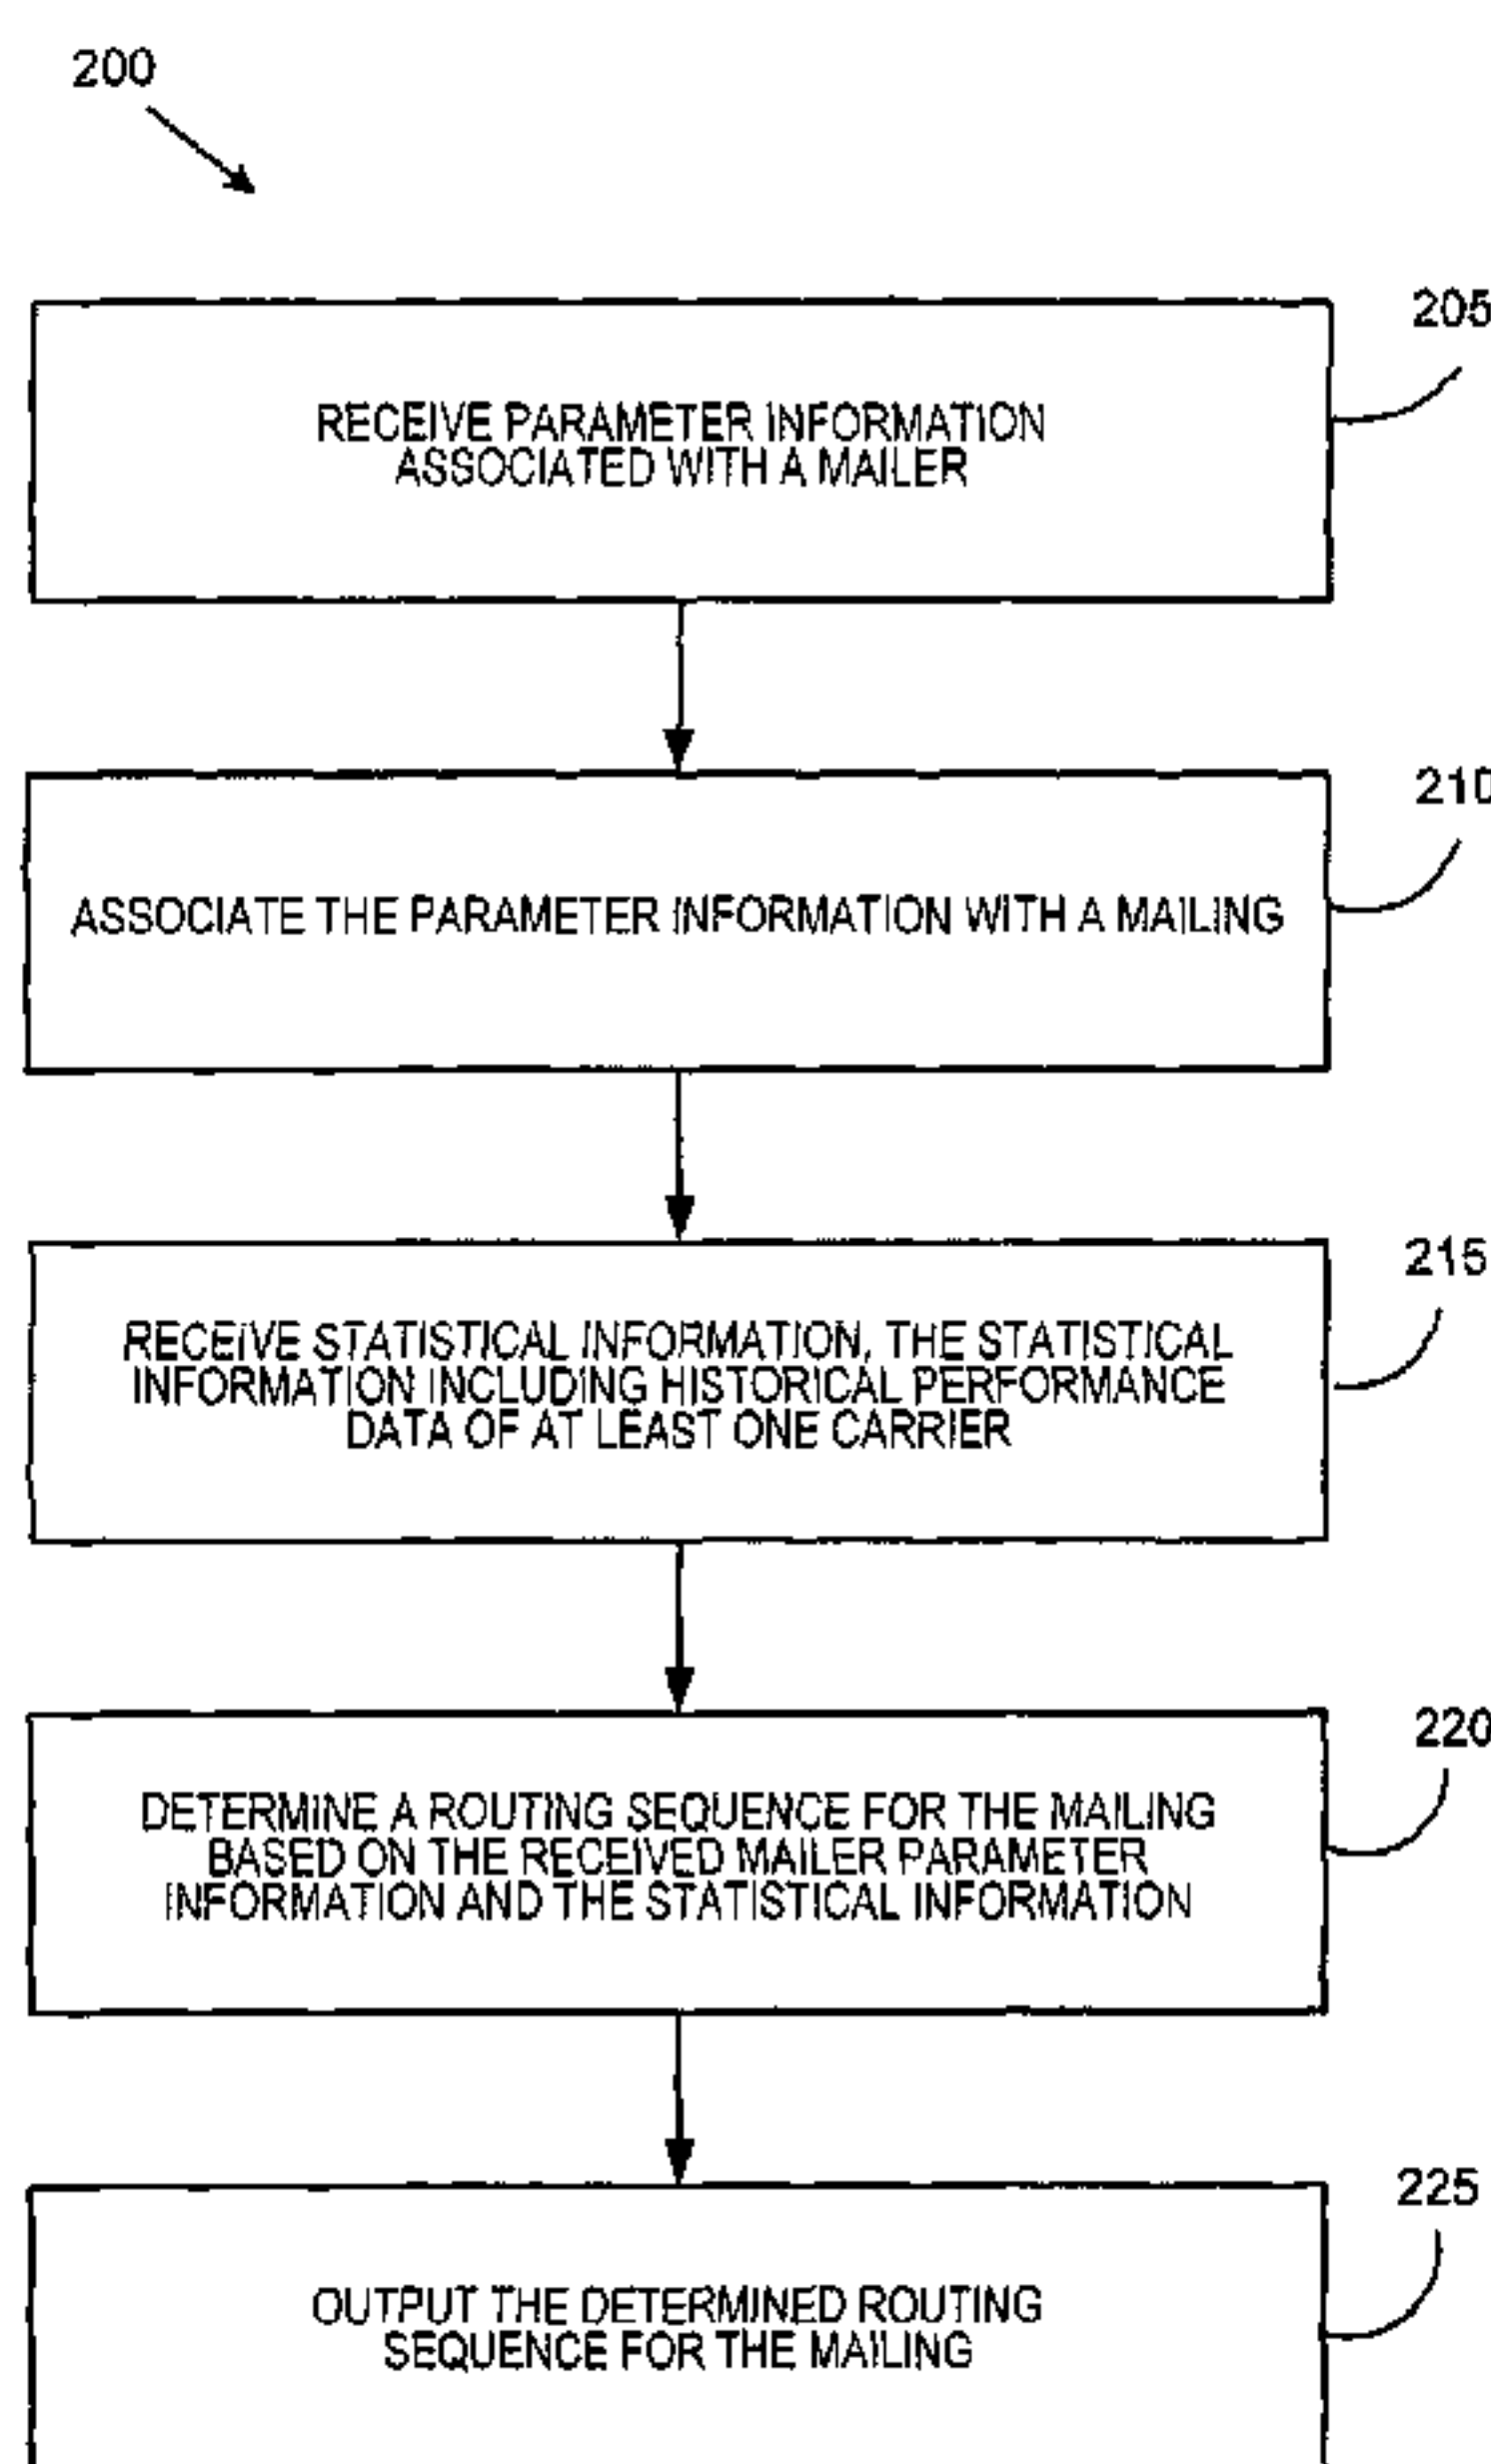 200
205
RECEIVE PARAMETER INFORMATION
ASSOCIATED WITH A MAILER
210
ASSOCIATE THE PARAMETER INFORMATION WITH A MAILING
215
RECEIVE STATISTICAL INFORMATION, THE STATISTICAL
INFORMATION INCLUDING HISTORICAL PERFORMANCE
DATA OF AT LEAST ONE CARRIER
220
DETERMINE A ROUTING SEQUENCE FOR THE MAILING
BASED ON THE RECEIVED MAILER PARAMETER
INFORMATION AND THE STATISTICAL INFORMATION
225
OUTPUT THE DETERMINED ROUTING
SEQUENCE FOR THE MAILING